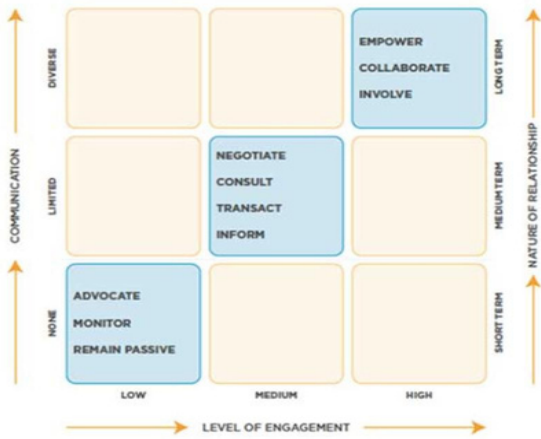 DIVERSE
EMPOWER
COLLABORATE
INVOLVE
LONG TERM
COMMUNICATION
LIMITED
NEGOTIATE
CONSULT
TRANSACT
INFORM
MEDIUM TERM
NATURE OF RELATIONSHIP
NONE
ADVOCATE
MONITOR
REMAIN PASSIVE
SHORT TERM
LOW
MEDIUM
HIGH
LEVEL OF ENGAGEMENT